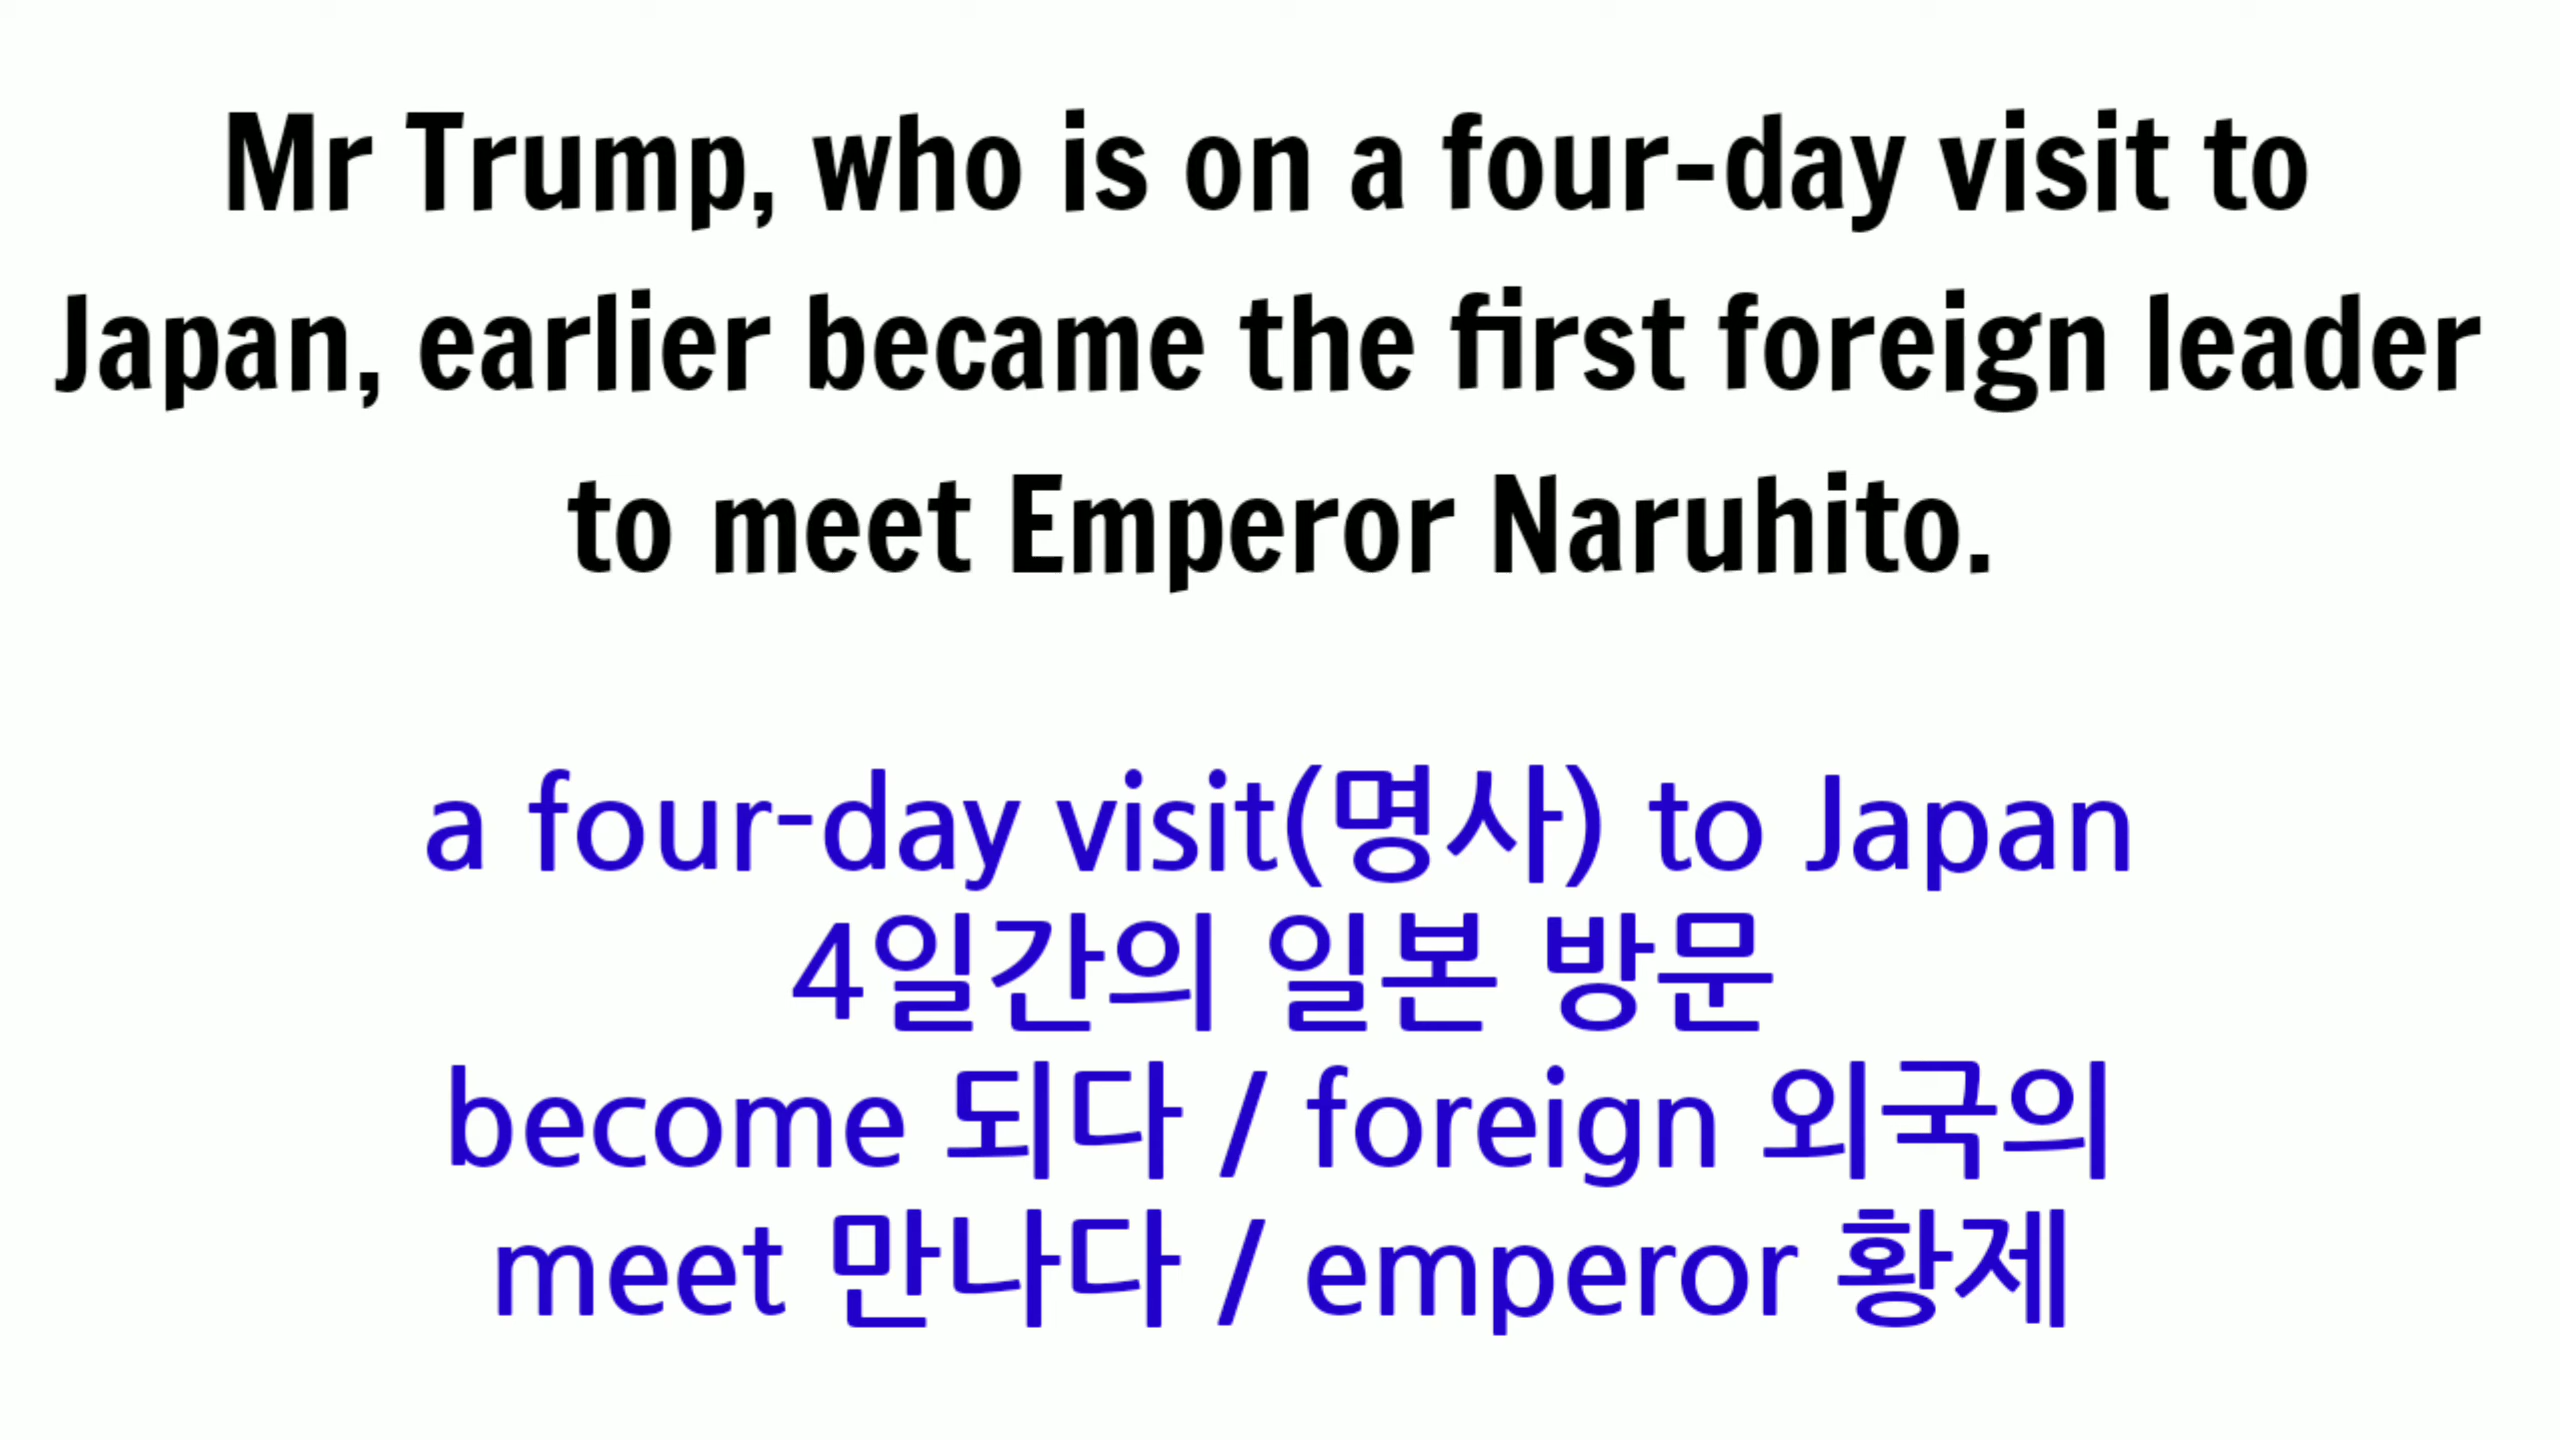 Mr Trump, who is on a four-day visit to
Japan, earlier became the first foreign leader
to meet Emperor Naruhito.
a four-day visit(명사) to Japan
4일간의 일본 방문
become 되다 / foreign 외국의
meet 만나다 / emperor 황제